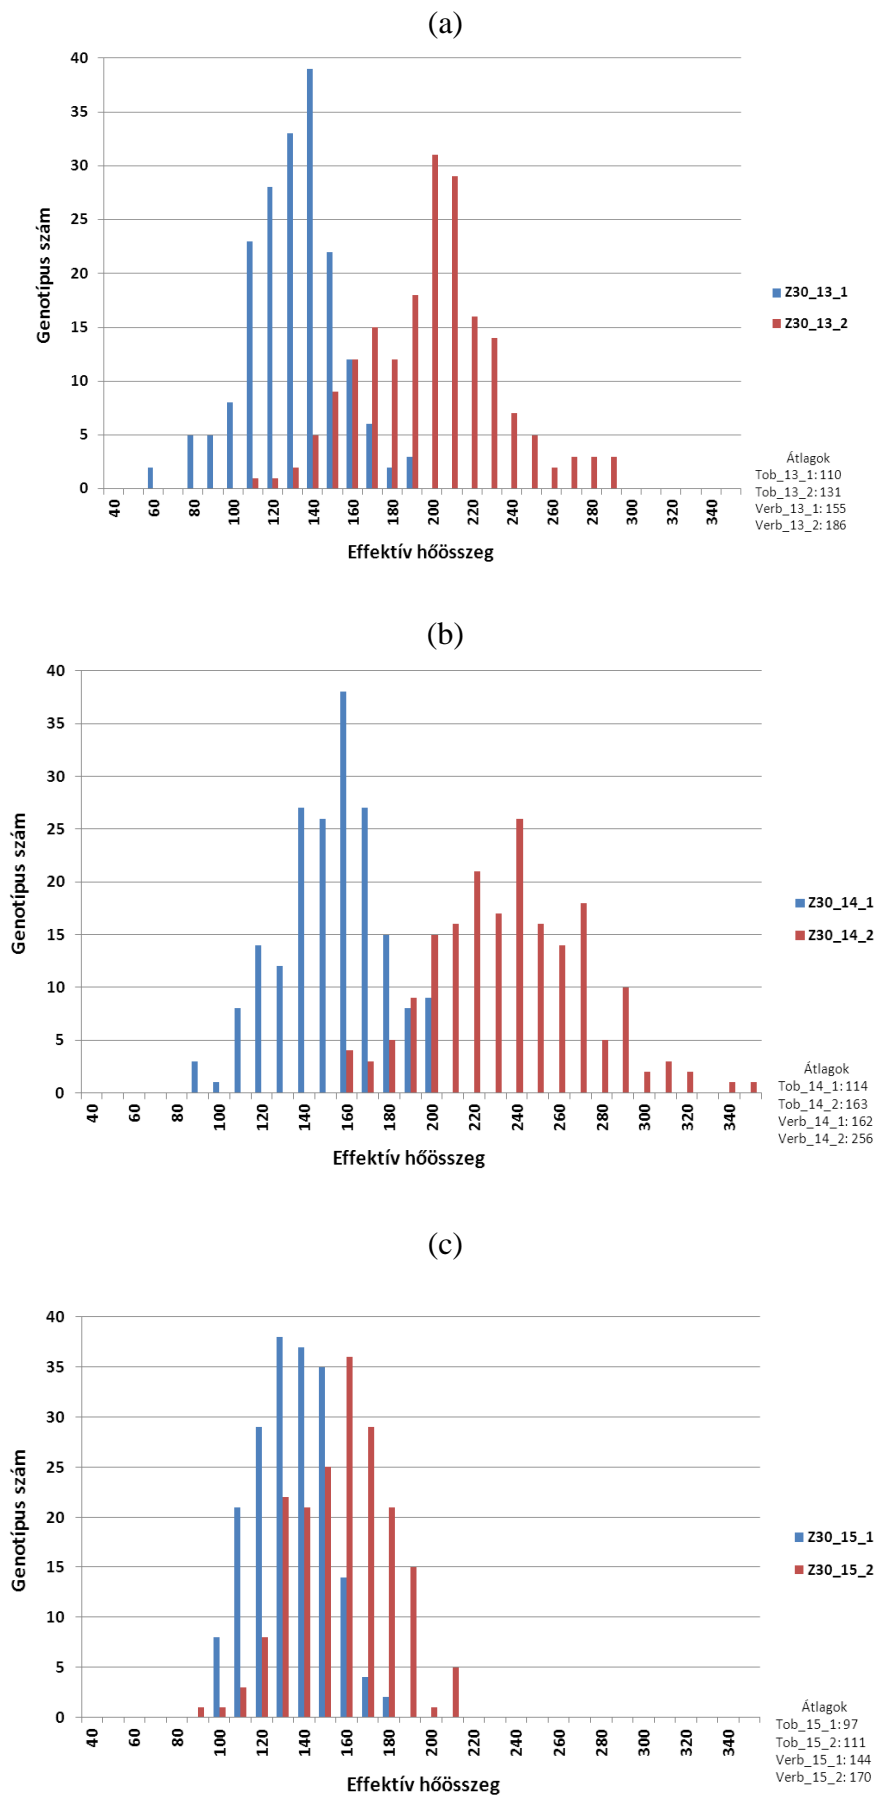 (a)
40
35
30
25
20
15
10
5
0
Genotípus szám
40 60 80 100 120 140 160 180 200 220 240 260 280 300 320 340
Effektív hőösszeg
Z30_13_1
Z30_13_2
Átlagok
Tob_13_1: 110
Tob_13_2: 131
Verb_13_1: 155
Verb_13_2: 186
(b)
40
35
30
25
20
15
10
5
0
Genotípus szám
40 60 80 100 120 140 160 180 200 220 240 260 280 300 320 340
Effektív hőösszeg
Z30_14_1
Z30_14_2
Átlagok
Tob_14_1: 114
Tob_14_2: 163
Verb_14_1: 162
Verb_14_2: 256
(c)
40
35
30
25
20
15
10
5
0
Genotípus szám
40 60 80 100 120 140 160 180 200 220 240 260 280 300 320 340
Effektív hőösszeg
Z30_15_1
Z30_15_2
Átlagok
Tob_15_1: 97
Tob_15_2: 111
Verb_15_1: 144
Verb_15_2: 170